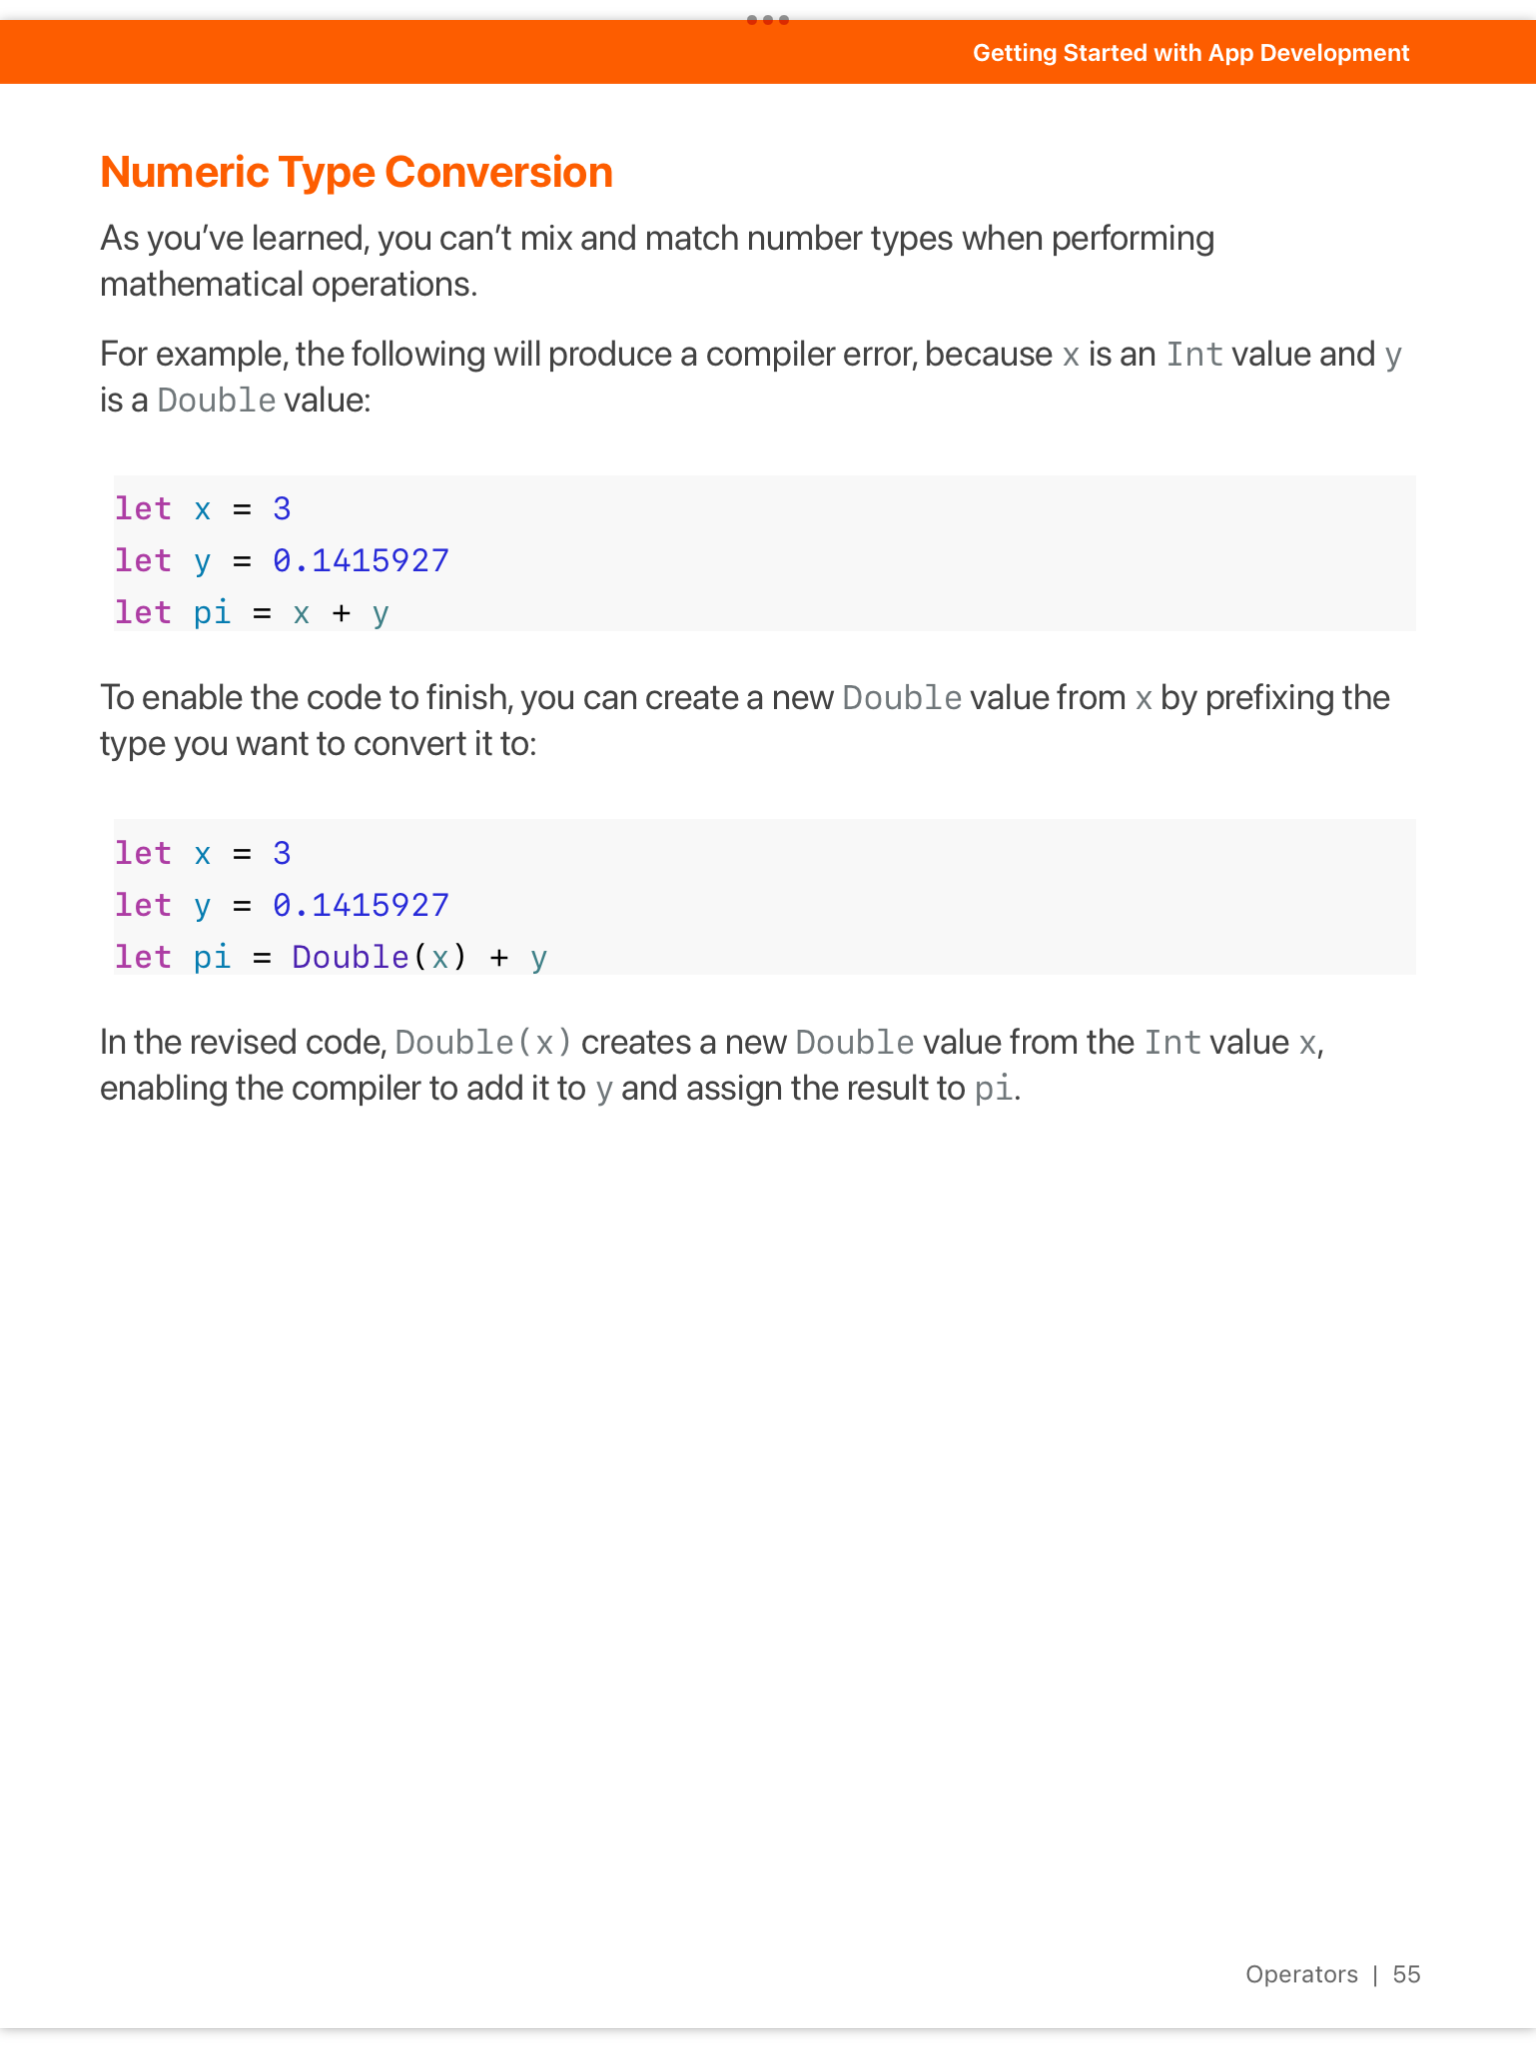 Getting Started with App Development
Numeric Type Conversion
As you’ve learned, you can’t mix and match number types when performing
mathematical operations.
For example, the following will produce a compiler error, because x is an Int value and y
is a Double value:
let x = 3
let y = 0.1415927
let pi = x + y
To enable the code to finish, you can create a new Double value from x by prefixing the
type you want to convert it to:
let x = 3
let y = 0.1415927
let pi = Double(x) + y
In the revised code, Double(x) creates a new Double value from the Int value x,
enabling the compiler to add it to y and assign the result to pi.
Operators | 55